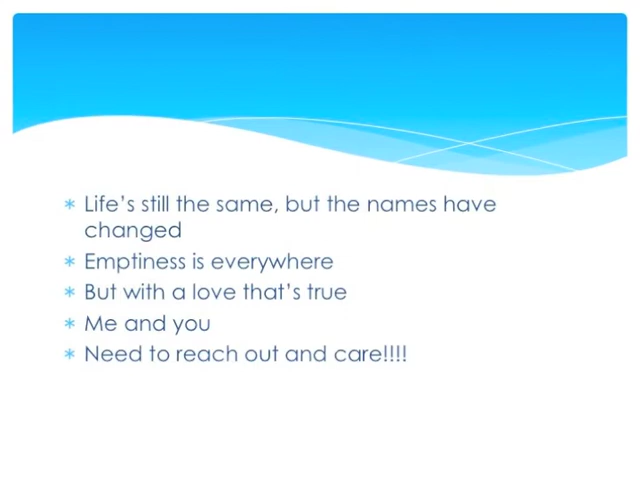 * Life’s still the same, but the names have
changed
* Emptiness is everywhere
* But with a love that’s true
* Me and you
* Need to reach out and care!!!!